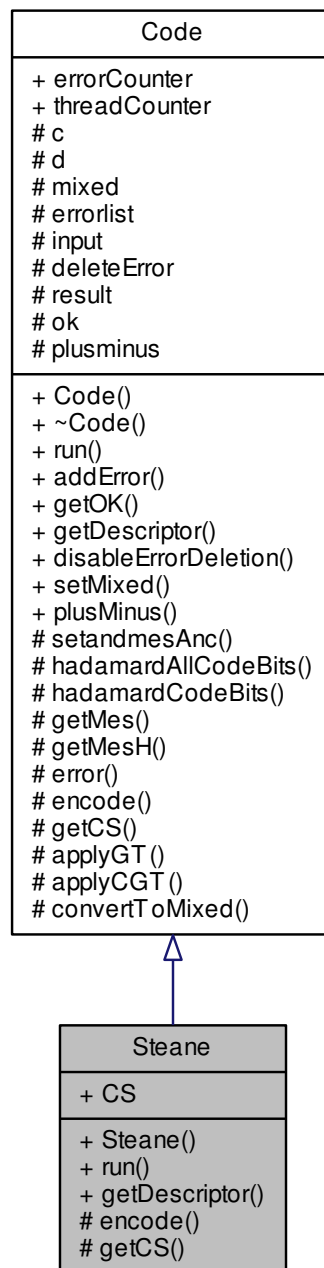 Code
+ errorCounter
+ threadCounter
# c
# d
# mixed
# errorlist
# input
# deleteError
# result
# ok
# plusminus
+ Code()
+ ~Code()
+ run()
+ addError()
+ getOK()
+ getDescriptor()
+ disableErrorDeletion()
+ setMixed()
+ plusMinus()
# setandmesAnc()
# hadamardAllCodeBits()
# hadamardCodeBits()
# getMes()
# getMesH()
# error()
# encode()
# getCS()
# applyGT()
# applyCGT()
# convertToMixed()
Steane
+ CS
+ Steane()
+ run()
+ getDescriptor()
# encode()
# getCS()